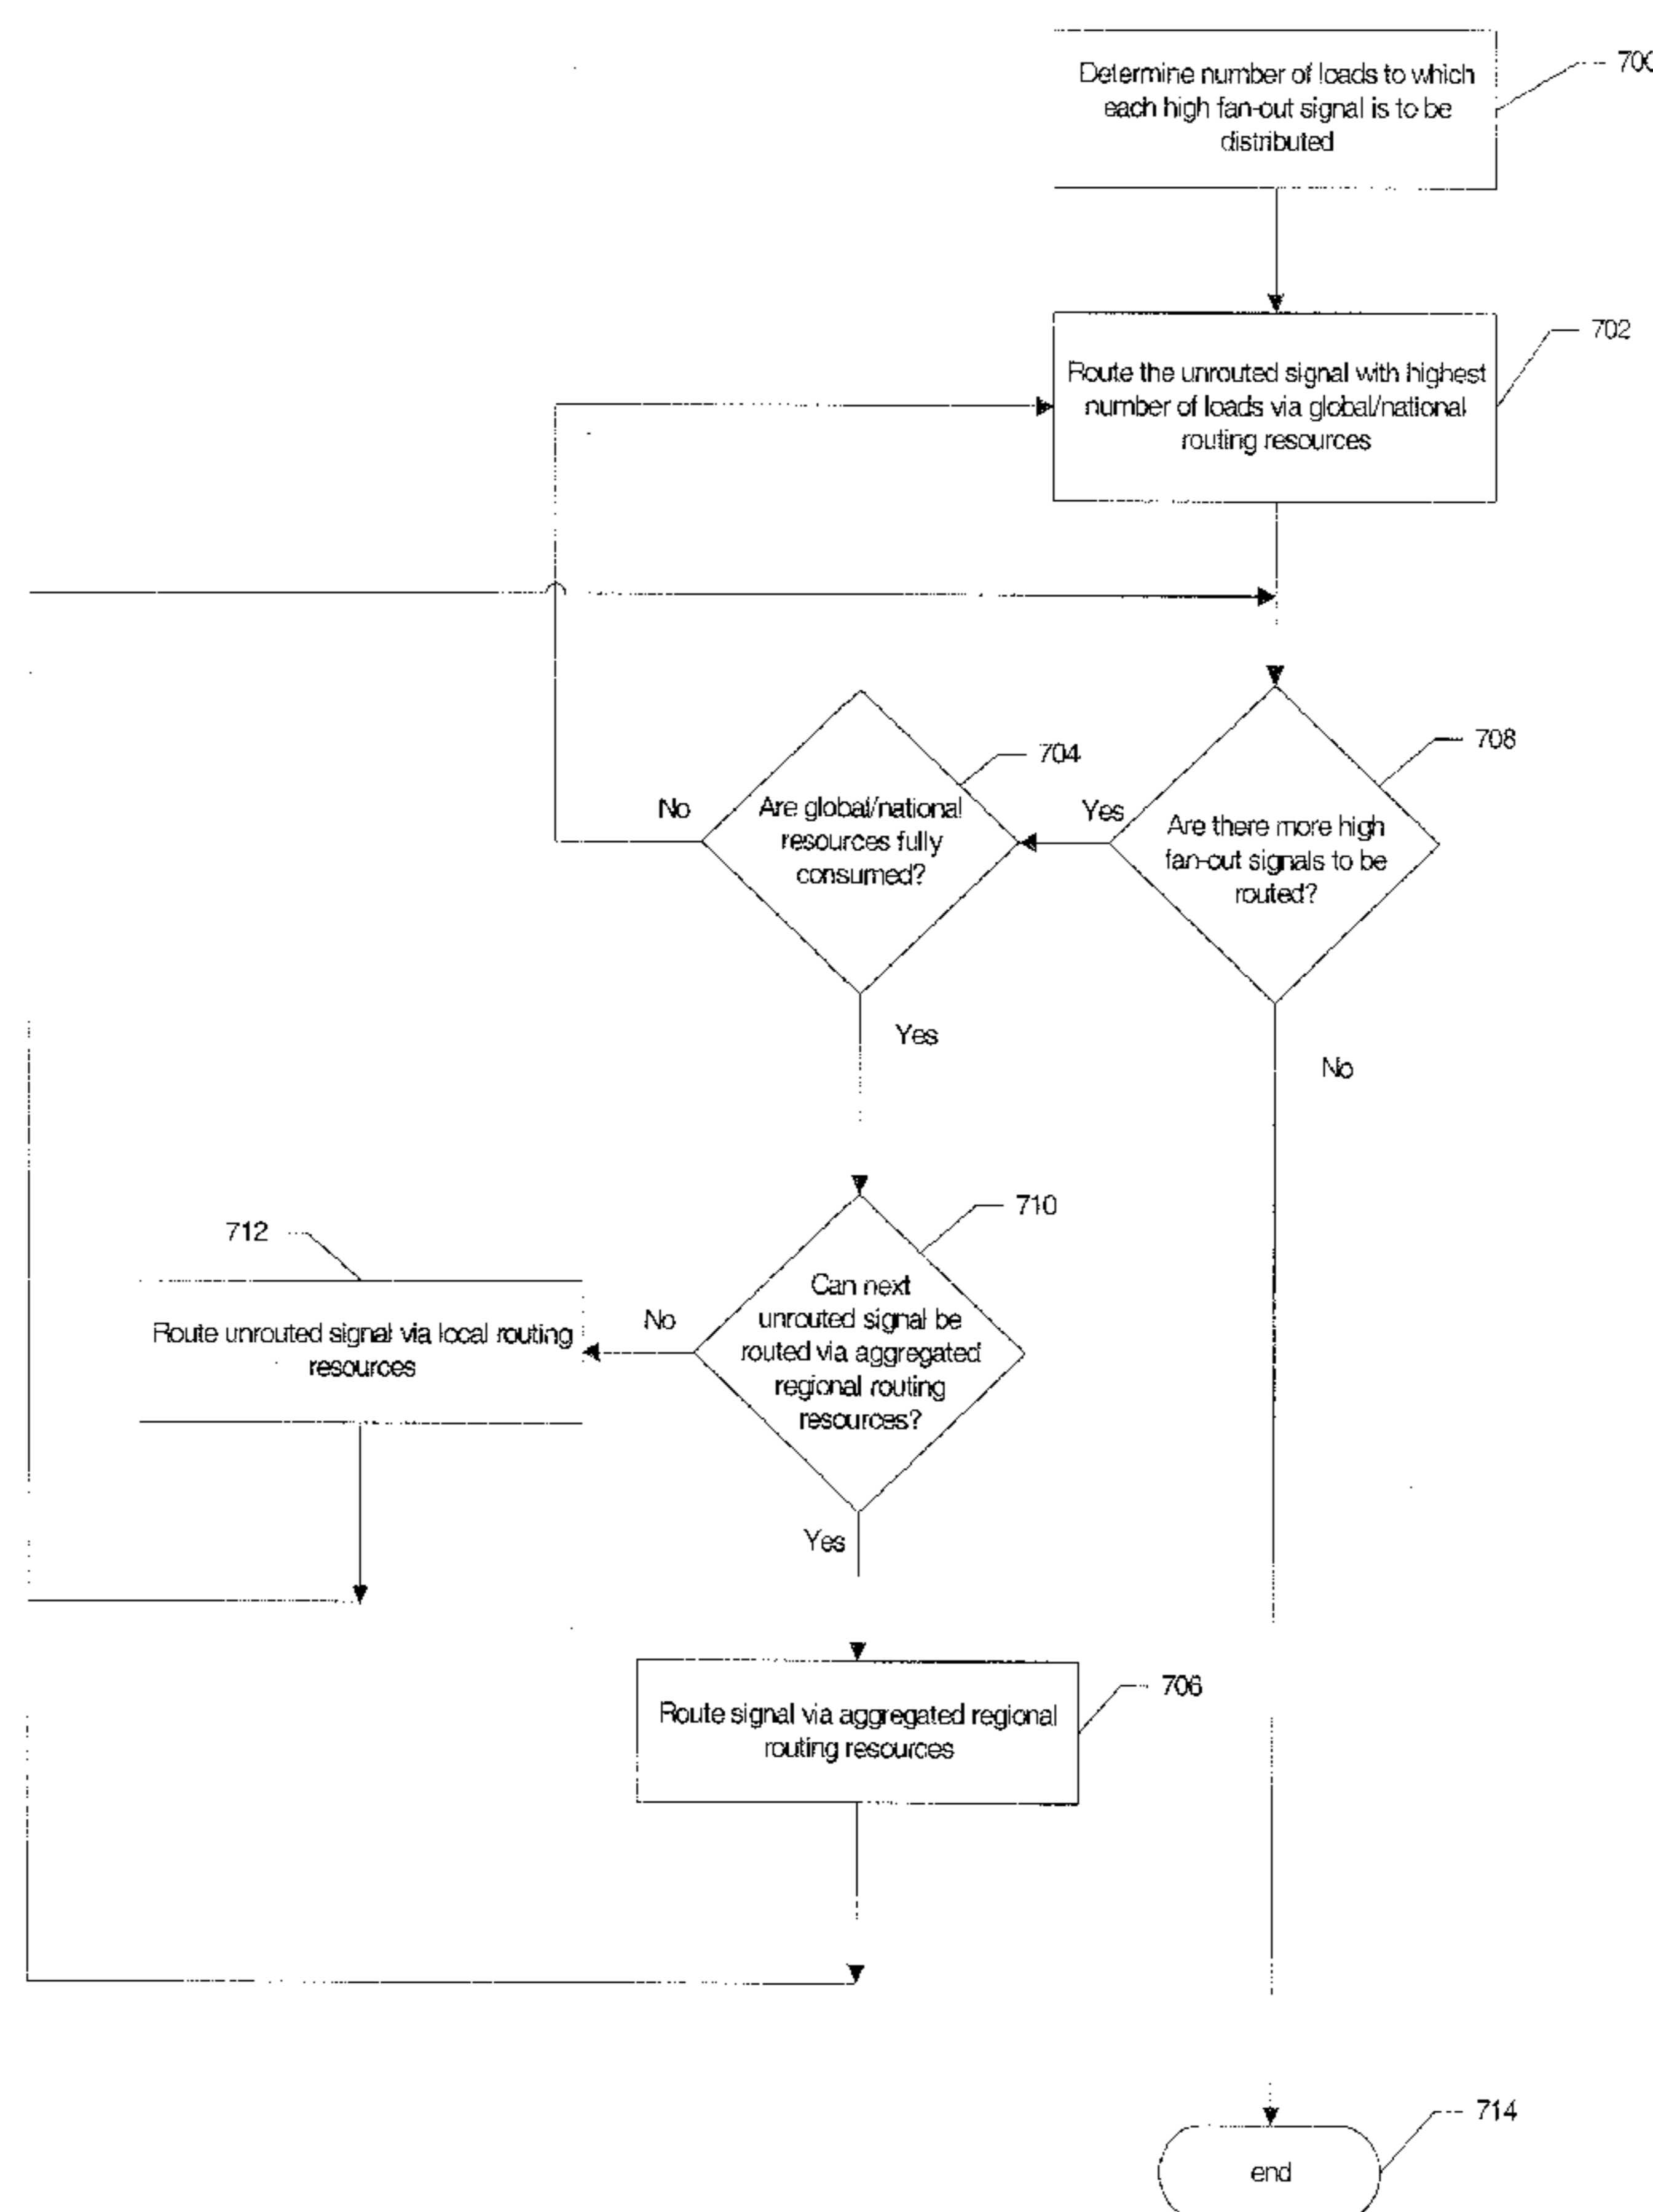 Determine number of loads to which
each high fan-out signal is to be
distributed
700
Route the unrouted signal with highest
number of loads via global/national
routing resources
702
704
No
Are global/national
resources fully
consumed?
Yes
708
Yes
Are there more high
fan-out signals to be
routed?
No
710
Can next
unrouted signal be
routed via aggregated
regional routing
resources?
No
Yes
712
Route unrouted signal via local routing
resources
706
Route signal via aggregated regional
routing resources
714
end